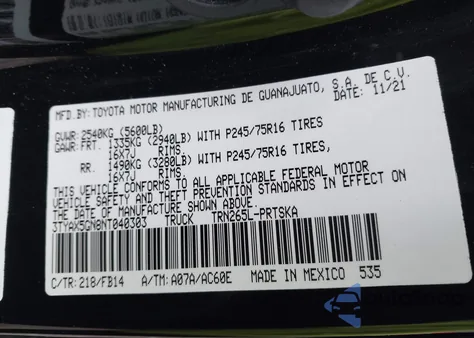 MFD. BY: TOYOTA MOTOR MANUFACTURING DE GUANAJUATO, S.A. DE C.V.
DATE: 11/21
GVWR: 2540KG (5600LB)
GAWR: FRT. 1335KG (2940LB) WITH P245/75R16 TIRES
16X7J RIMS,
RR. 1490KG (3280LB) WITH P245/75R16 TIRES,
16X7J RIMS.
THIS VEHICLE CONFORMS TO ALL APPLICABLE FEDERAL MOTOR
VEHICLE SAFETY AND THEFT PREVENTION STANDARDS IN EFFECT ON
THE DATE OF MANUFACTURE SHOWN ABOVE.
3TYAX5GN8NT040303 TRUCK TRN265L-PRTSKA
C/TR: 218/FB14 A/TM: A07A/AC60E MADE IN MEXICO 535